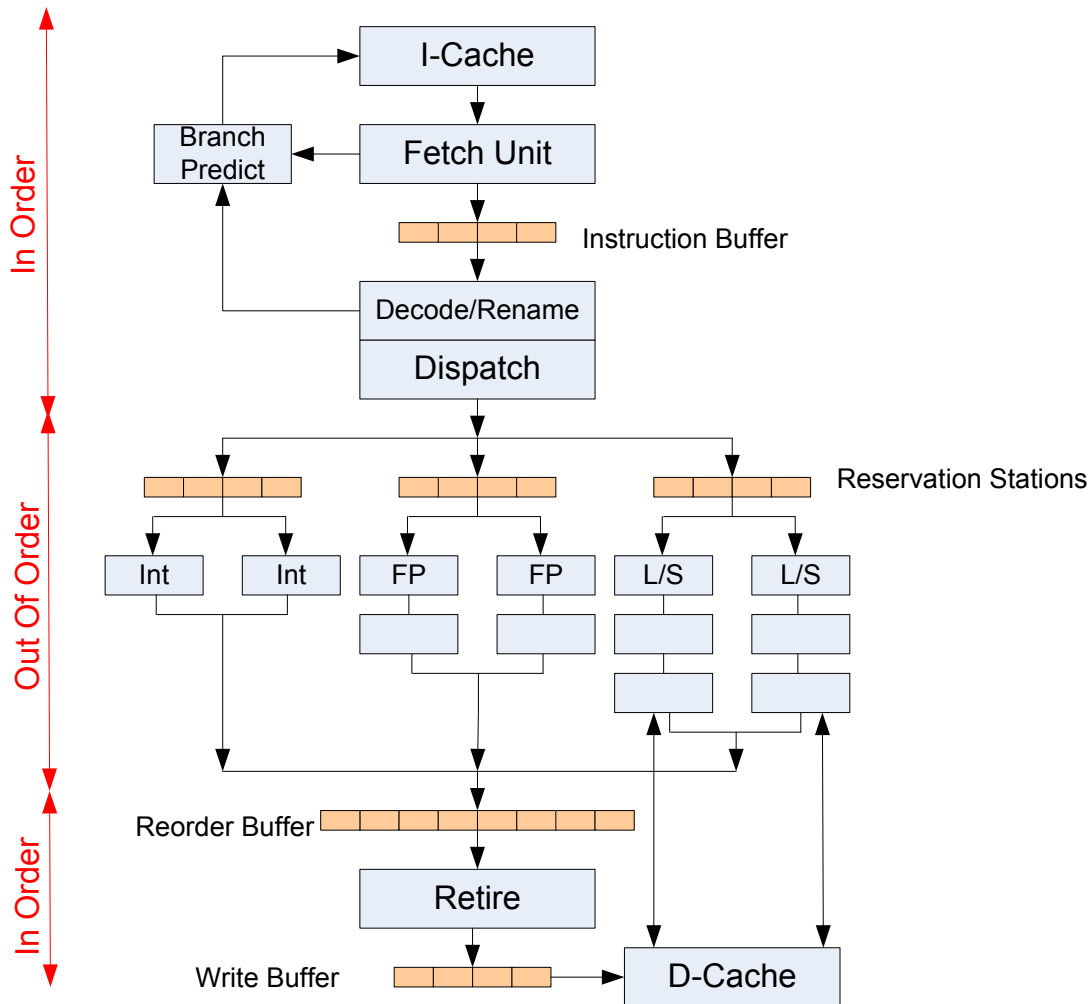 I-Cache
Branch
Predict
Fetch Unit
Instruction Buffer
Decode/Rename
Dispatch
In Order
Reservation Stations
Int
Int
FP
FP
L/S
L/S
Out Of Order
Reorder Buffer
Retire
Write Buffer
D-Cache
In Order